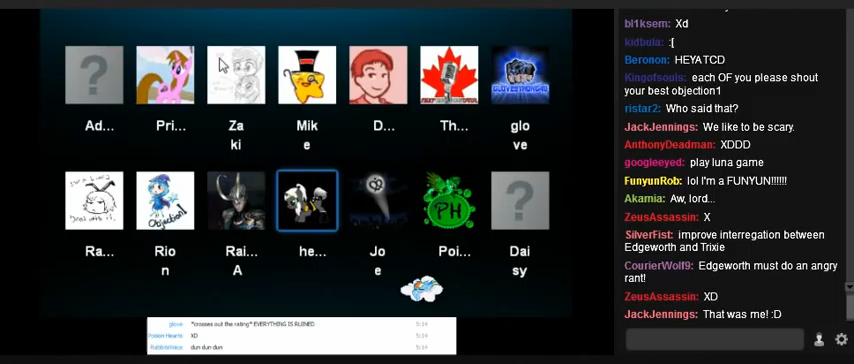 Ad...
Pri...
Za
ki
Mik
e
D...
Th...
glo
ve
Objection!
PH
Ra...
Rio
n
Rai...
A
he...
Jo
e
Poi...
Dai
sy
glove *crosses out the rating* EVERYTHING IS RUINED 5:14
Poison Hearts XD 5:14
dun dun dun 5:14
bl1ksem: Xd
kidbula: :[
Beronon: HEYATCD
Kingofsouls: each OF you please shout
your best objection1
ristar2: Who said that?
JackJennings: We like to be scary.
AnthonyDeadman: XDDD
googleeyed: play luna game
FunyunRob: lol I'm a FUNYUN!!!!!!
Akamia: Aw, lord...
ZeusAssassin: X
SilverFist: improve interregation between
Edgeworth and Trixie
CourierWolf9: Edgeworth must do an angry
rant!
ZeusAssassin: XD
JackJennings: That was me! :D